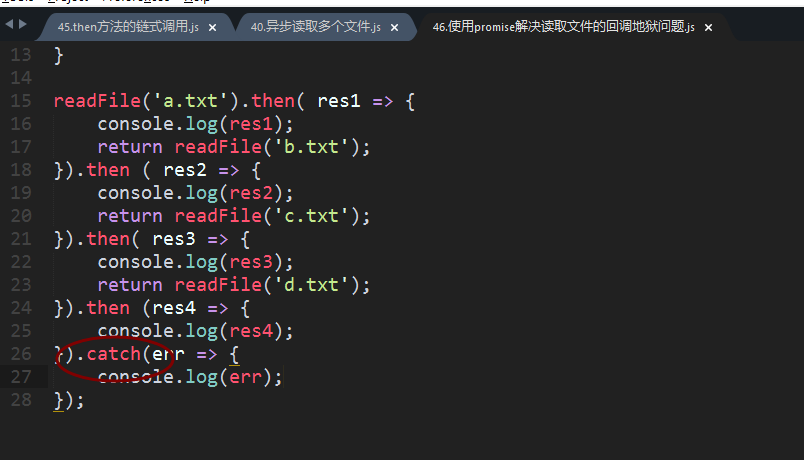 45.then方法的链式调用.js × 40.异步读取多个文件.js × 46.使用promise解决读取文件的回调地狱问题.js ×
13 }
14
15 readFile('a.txt').then( res1 => {
16     console.log(res1);
17     return readFile('b.txt');
18 }).then ( res2 => {
19     console.log(res2);
20     return readFile('c.txt');
21 }).then( res3 => {
22     console.log(res3);
23     return readFile('d.txt');
24 }).then (res4 => {
25     console.log(res4);
26 }).catch(err => {
27     console.log(err);
28 });